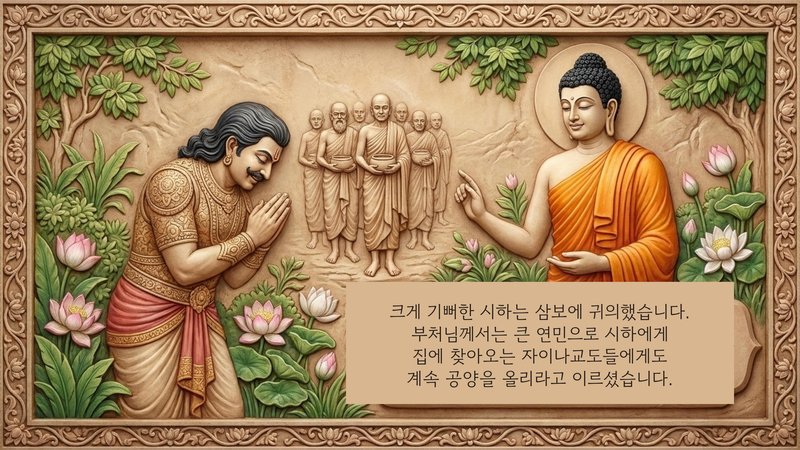 크게 기뻐한 시하는 삼보에 귀의했습니다.
부처님께서는 큰 연민으로 시하에게
집에 찾아오는 자이나교도들에게도
계속 공양을 올리라고 이르셨습니다.